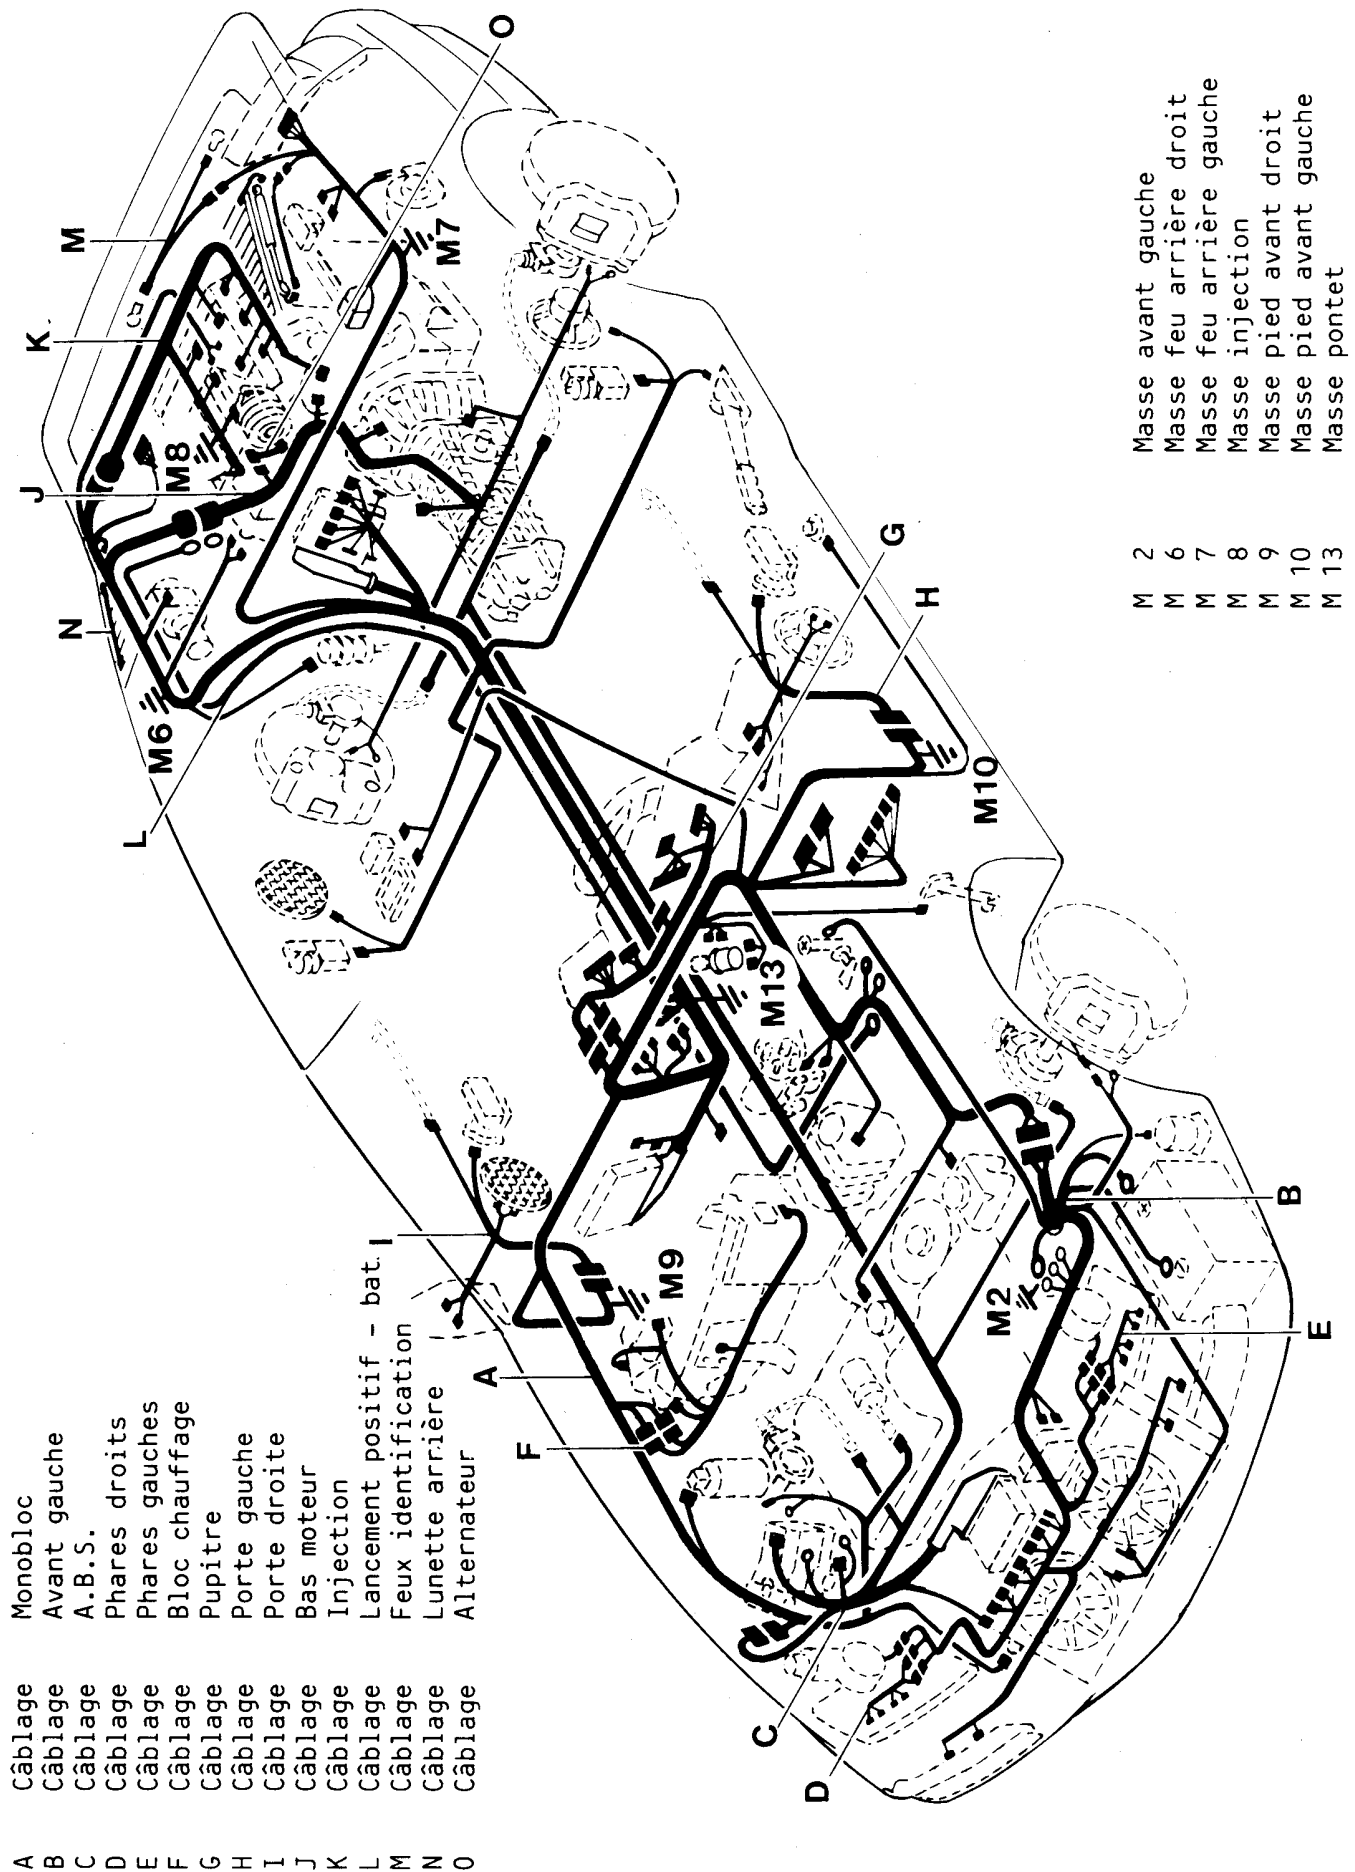 A Câblage Monobloc
B Câblage Avant gauche
C Câblage A.B.S.
D Câblage Phares droits
E Câblage Phares gauches
F Câblage Bloc chauffage
G Câblage Pupitre
H Câblage Porte gauche
I Câblage Porte droite
J Câblage Bas moteur
K Câblage Injection
L Câblage Lancement positif - bat.
M Câblage Feux identification
N Câblage Lunette arrière
O Câblage Alternateur
D
C
E
B
F
A
M2
M9
I
M13
M10
H
G
L
M6
N
J
M8
K
M
M7
O
M 2 Masse avant gauche
M 6 Masse feu arrière droit
M 7 Masse feu arrière gauche
M 8 Masse injection
M 9 Masse pied avant droit
M 10 Masse pied avant gauche
M 13 Masse pontet